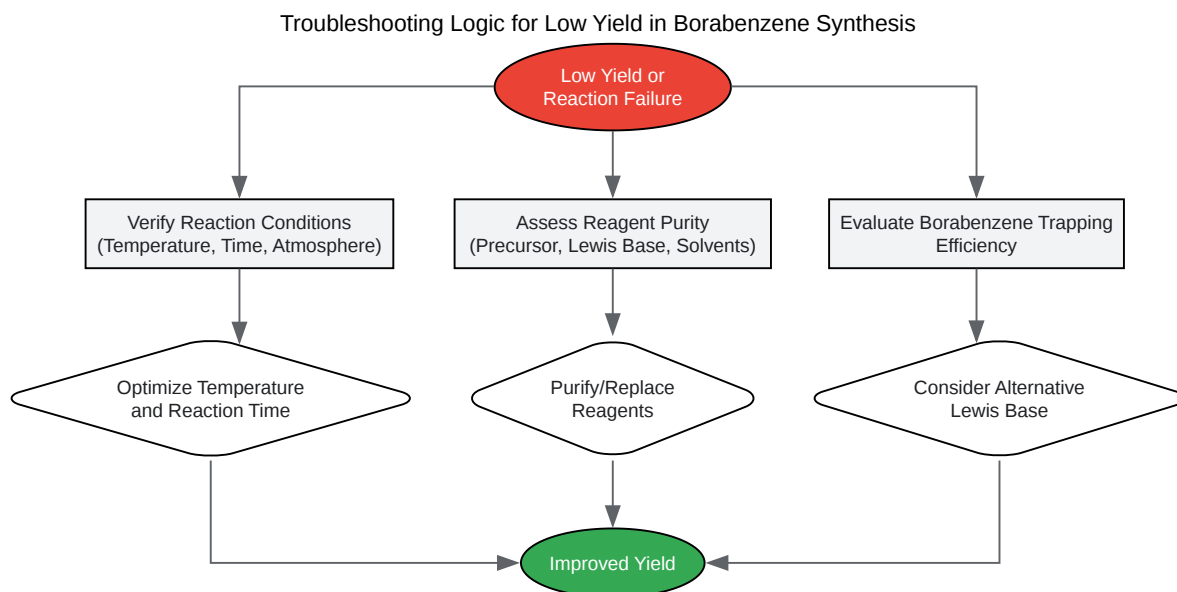 Troubleshooting Logic for Low Yield in Borabenzene Synthesis
Low Yield or
Reaction Failure
Verify Reaction Conditions
(Temperature, Time, Atmosphere)
Assess Reagent Purity
(Precursor, Lewis Base, Solvents)
Evaluate Borabenzene Trapping
Efficiency
Optimize Temperature
and Reaction Time
Purify/Replace
Reagents
Consider Alternative
Lewis Base
Improved Yield